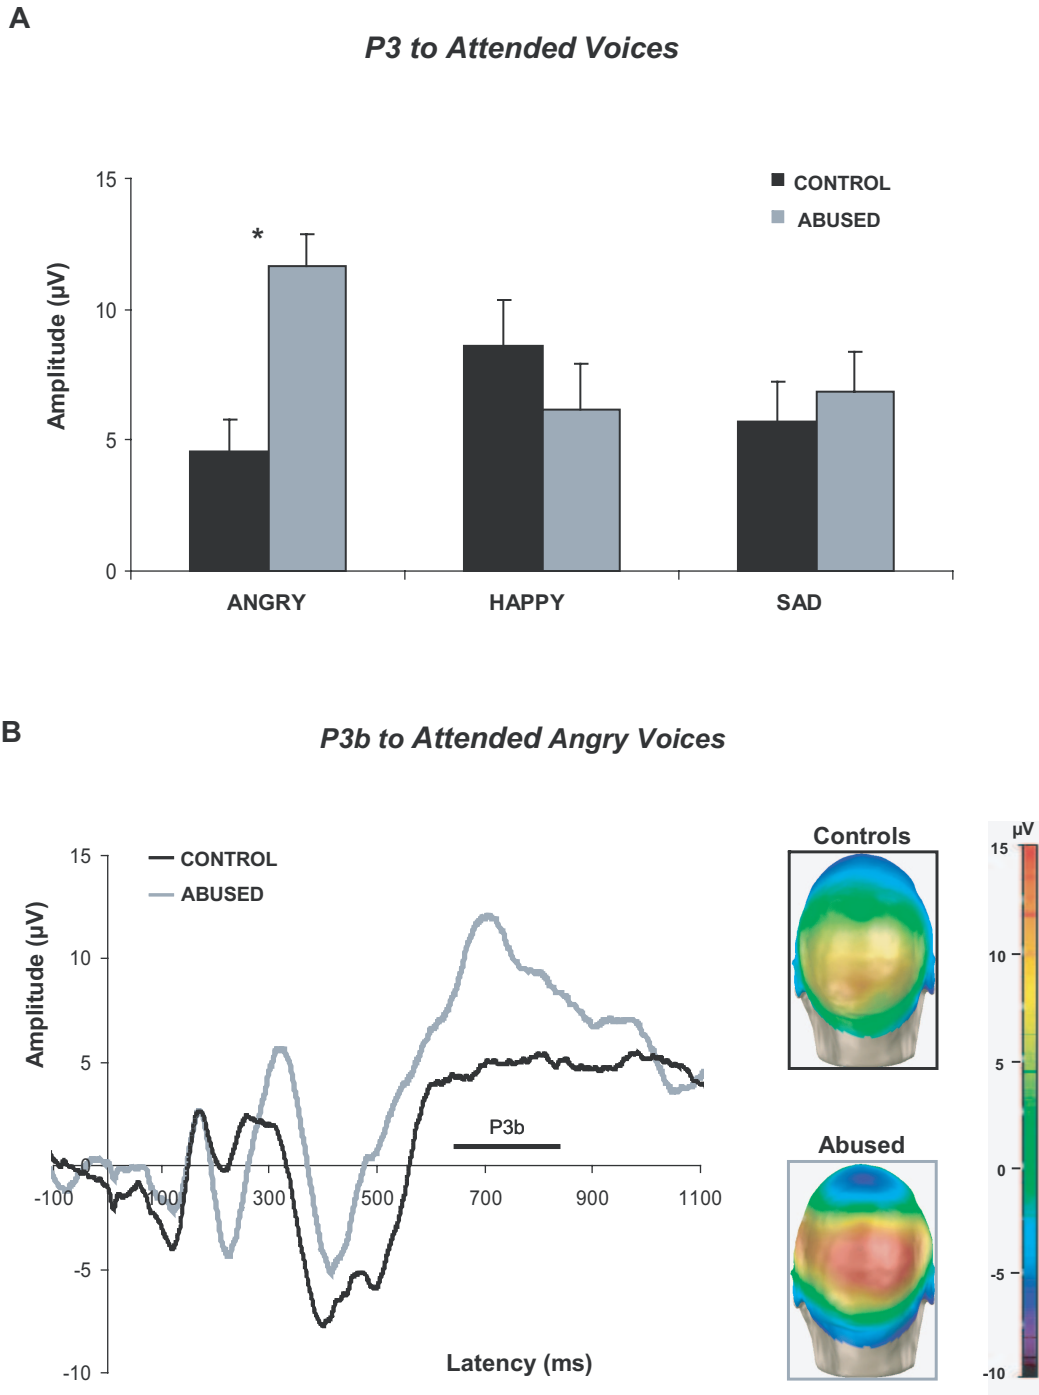 A
P3 to Attended Voices
15
10
5
0
Amplitude (µV)
CONTROL
ABUSED
*
ANGRY
HAPPY
SAD
B
P3b to Attended Angry Voices
15
10
5
0
-5
-10
Amplitude (µV)
CONTROL
ABUSED
P3b
-100
100
300
500
700
900
1100
Latency (ms)
Controls
Abused
µV
15
10
5
0
-5
-10